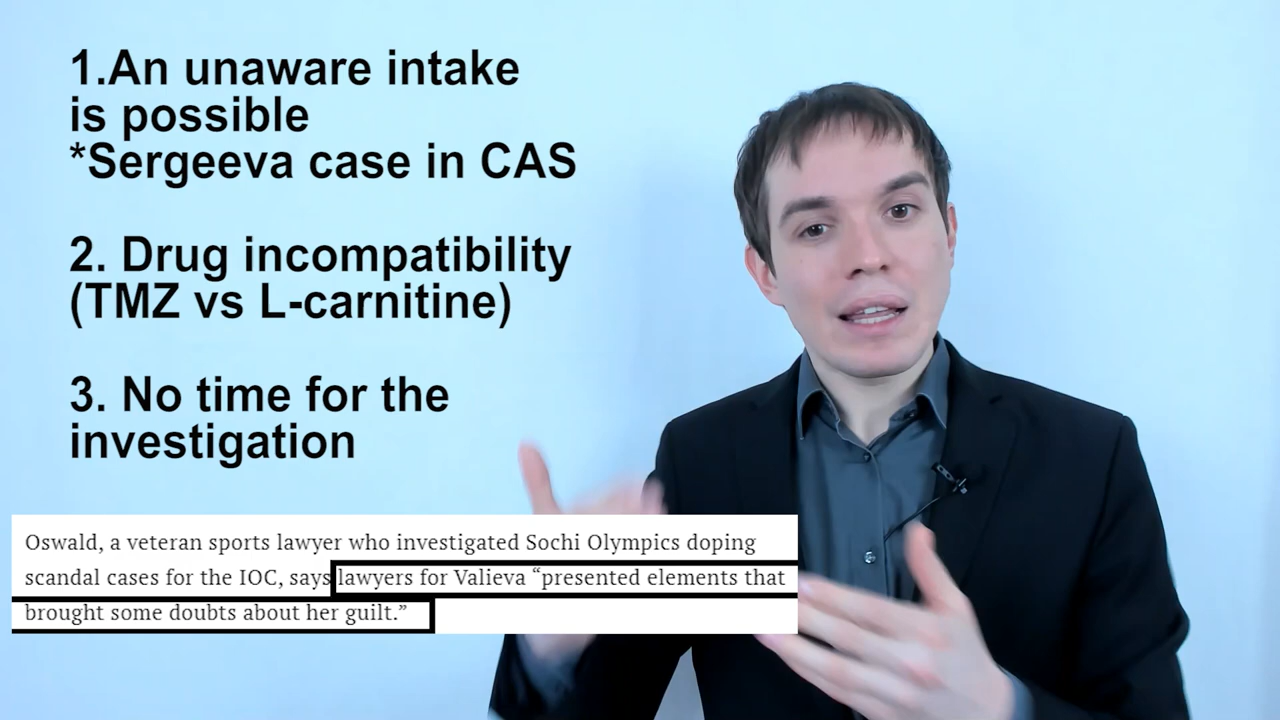 1.An unaware intake
is possible
*Sergeeva case in CAS
2. Drug incompatibility
(TMZ vs L-carnitine)
3. No time for the
investigation
Oswald, a veteran sports lawyer who investigated Sochi Olympics doping
scandal cases for the IOC, says lawyers for Valieva “presented elements that
brought some doubts about her guilt.”